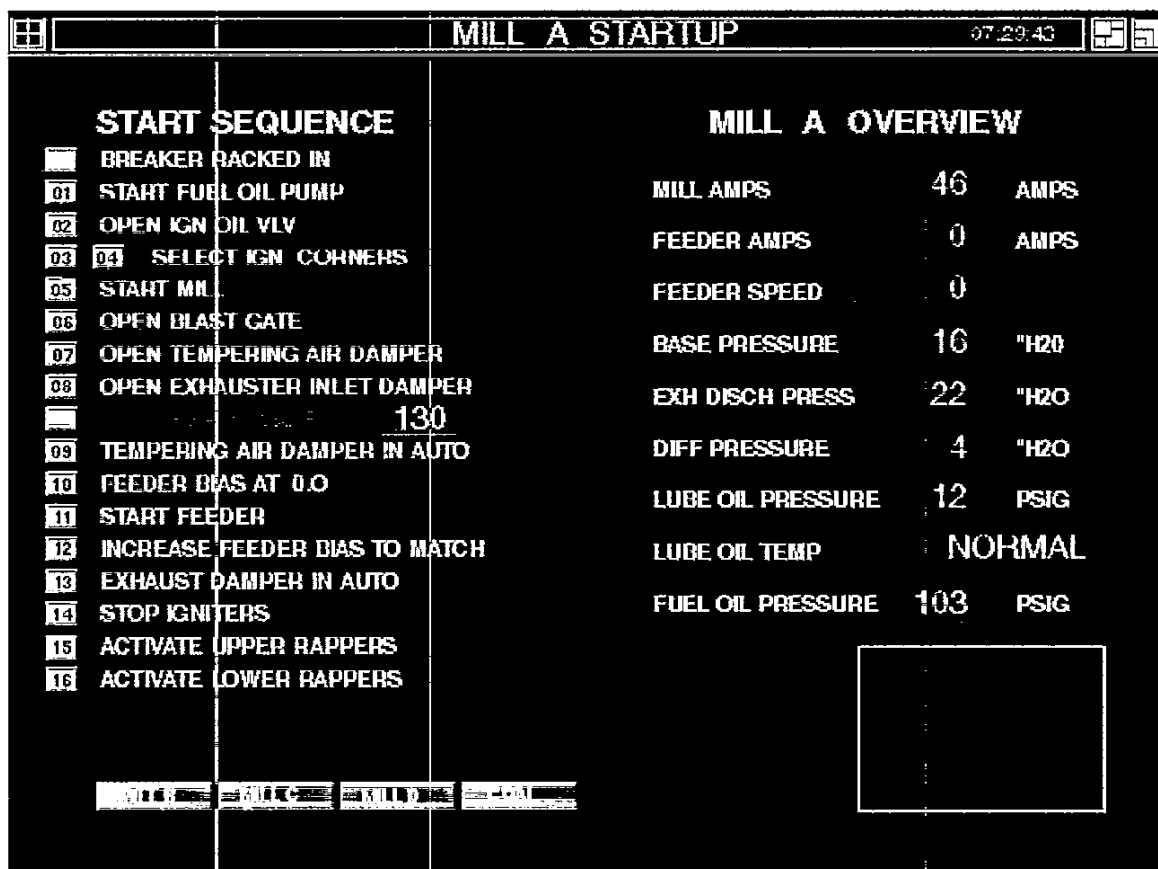 MILL A STARTUP 07:29:43
START SEQUENCE
BREAKER RACKED IN
01 START FUEL OIL PUMP
02 OPEN IGN OIL VLV
03 04 SELECT IGN CORNERS
05 START MILL
06 OPEN BLAST GATE
07 OPEN TEMPERING AIR DAMPER
08 OPEN EXHAUSTER INLET DAMPER
130
09 TEMPERING AIR DAMPER IN AUTO
10 FEEDER BIAS AT 0.0
11 START FEEDER
12 INCREASE FEEDER BIAS TO MATCH
13 EXHAUST DAMPER IN AUTO
14 STOP IGNITERS
15 ACTIVATE UPPER RAPPERS
16 ACTIVATE LOWER RAPPERS
MILL A OVERVIEW
MILL AMPS 46 AMPS
FEEDER AMPS 0 AMPS
FEEDER SPEED 0
BASE PRESSURE 16 "H20
EXH DISCH PRESS 22 "H2O
DIFF PRESSURE 4 "H2O
LUBE OIL PRESSURE 12 PSIG
LUBE OIL TEMP NORMAL
FUEL OIL PRESSURE 103 PSIG
MILL B MILL C MILL D